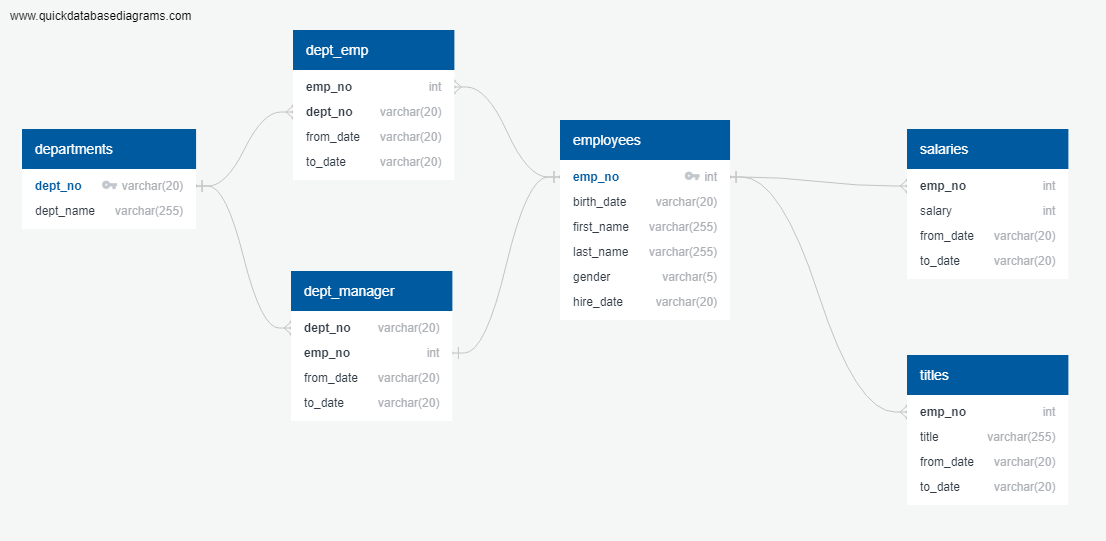 www.quickdatabasediagrams.com
dept_emp
emp_no int
dept_no varchar(20)
from_date varchar(20)
to_date varchar(20)
departments
dept_no varchar(20)
dept_name varchar(255)
dept_manager
dept_no varchar(20)
emp_no int
from_date varchar(20)
to_date varchar(20)
employees
emp_no int
birth_date varchar(20)
first_name varchar(255)
last_name varchar(255)
gender varchar(5)
hire_date varchar(20)
salaries
emp_no int
salary int
from_date varchar(20)
to_date varchar(20)
titles
emp_no int
title varchar(255)
from_date varchar(20)
to_date varchar(20)